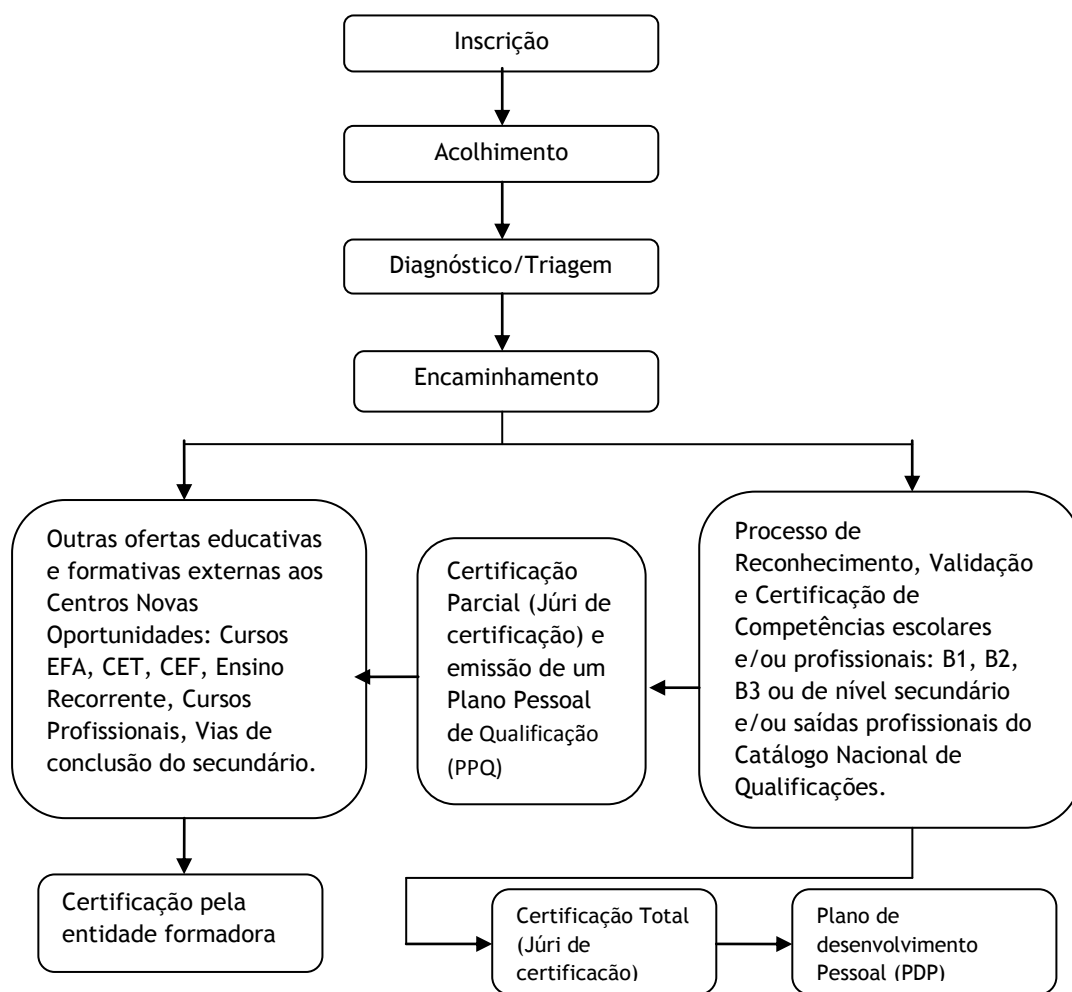 Inscrição
Acolhimento
Diagnóstico/Triagem
Encaminhamento
Outras ofertas educativas
e formativas externas aos
Centros Novas
Oportunidades: Cursos
EFA, CET, CEF, Ensino
Recorrente, Cursos
Profissionais, Vias de
conclusão do secundário.
Certificação
Parcial (Júri de
certificação) e
emissão de um
Plano Pessoal
de Qualificação
(PPQ)
Processo de
Reconhecimento, Validação
e Certificação de
Competências escolares
e/ou profissionais: B1, B2,
B3 ou de nível secundário
e/ou saídas profissionais do
Catálogo Nacional de
Qualificações.
Certificação pela
entidade formadora
Certificação Total
(Júri de
certificação)
Plano de
desenvolvimento
Pessoal (PDP)